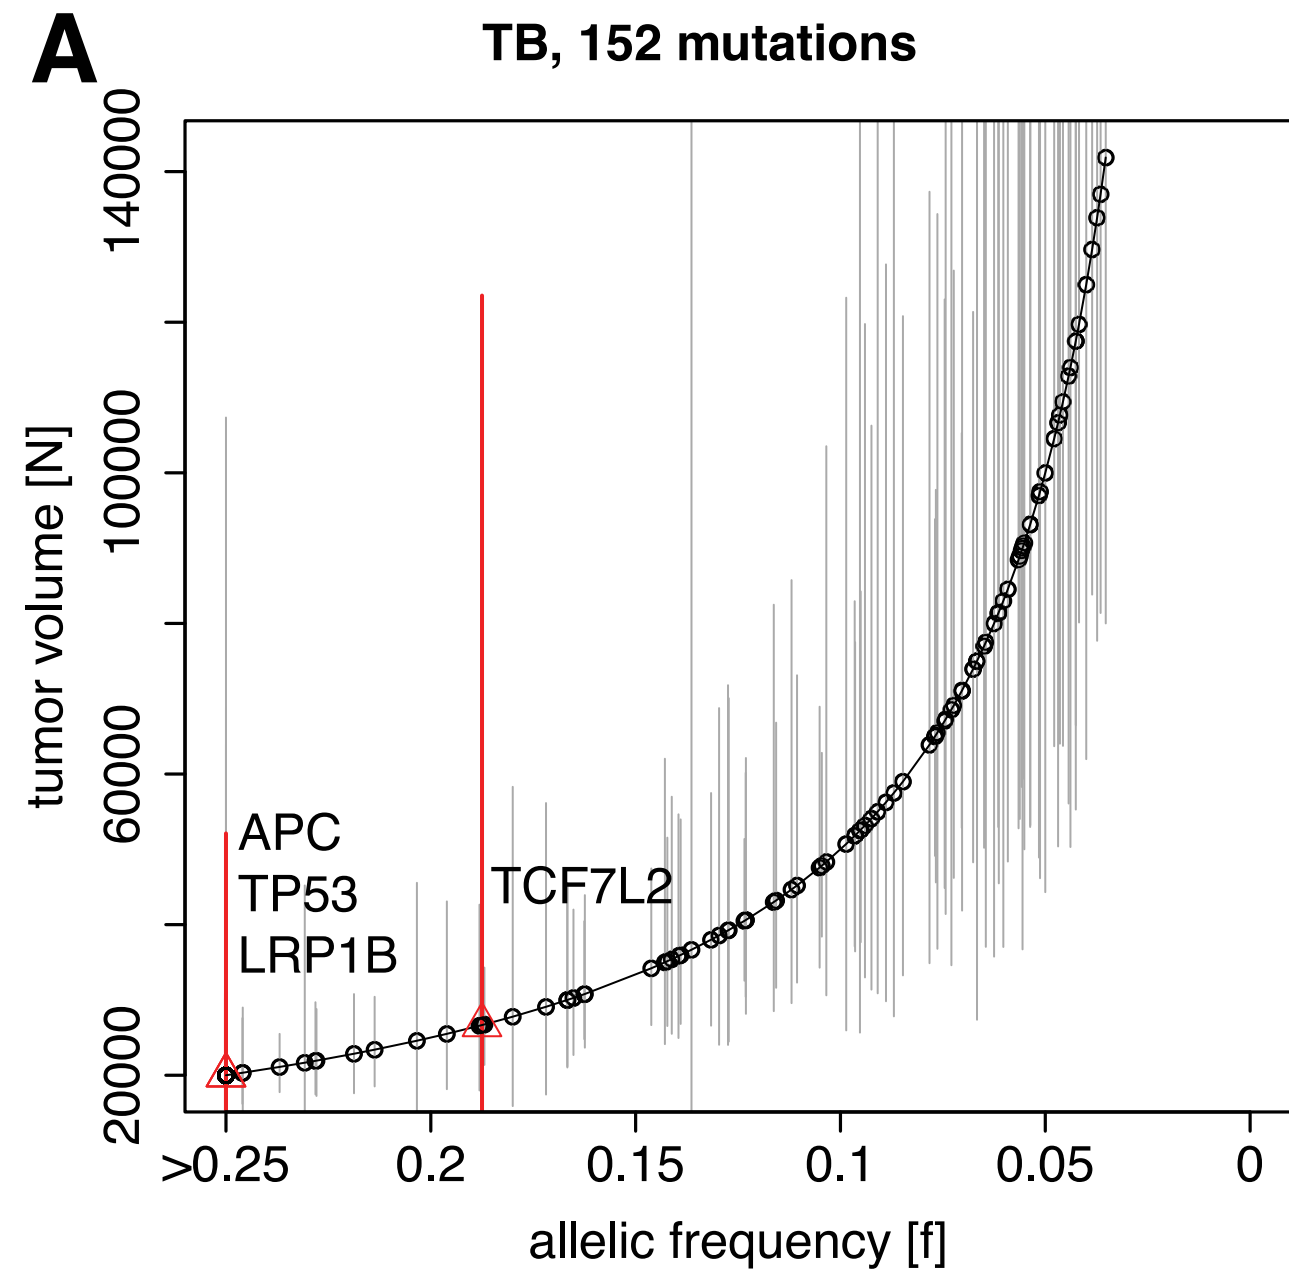 A
TB, 152 mutations
tumor volume [N]
140000
100000
60000
20000
APC
TP53
LRP1B
TCF7L2
>0.25
0.2
0.15
0.1
0.05
0
allelic frequency [f]